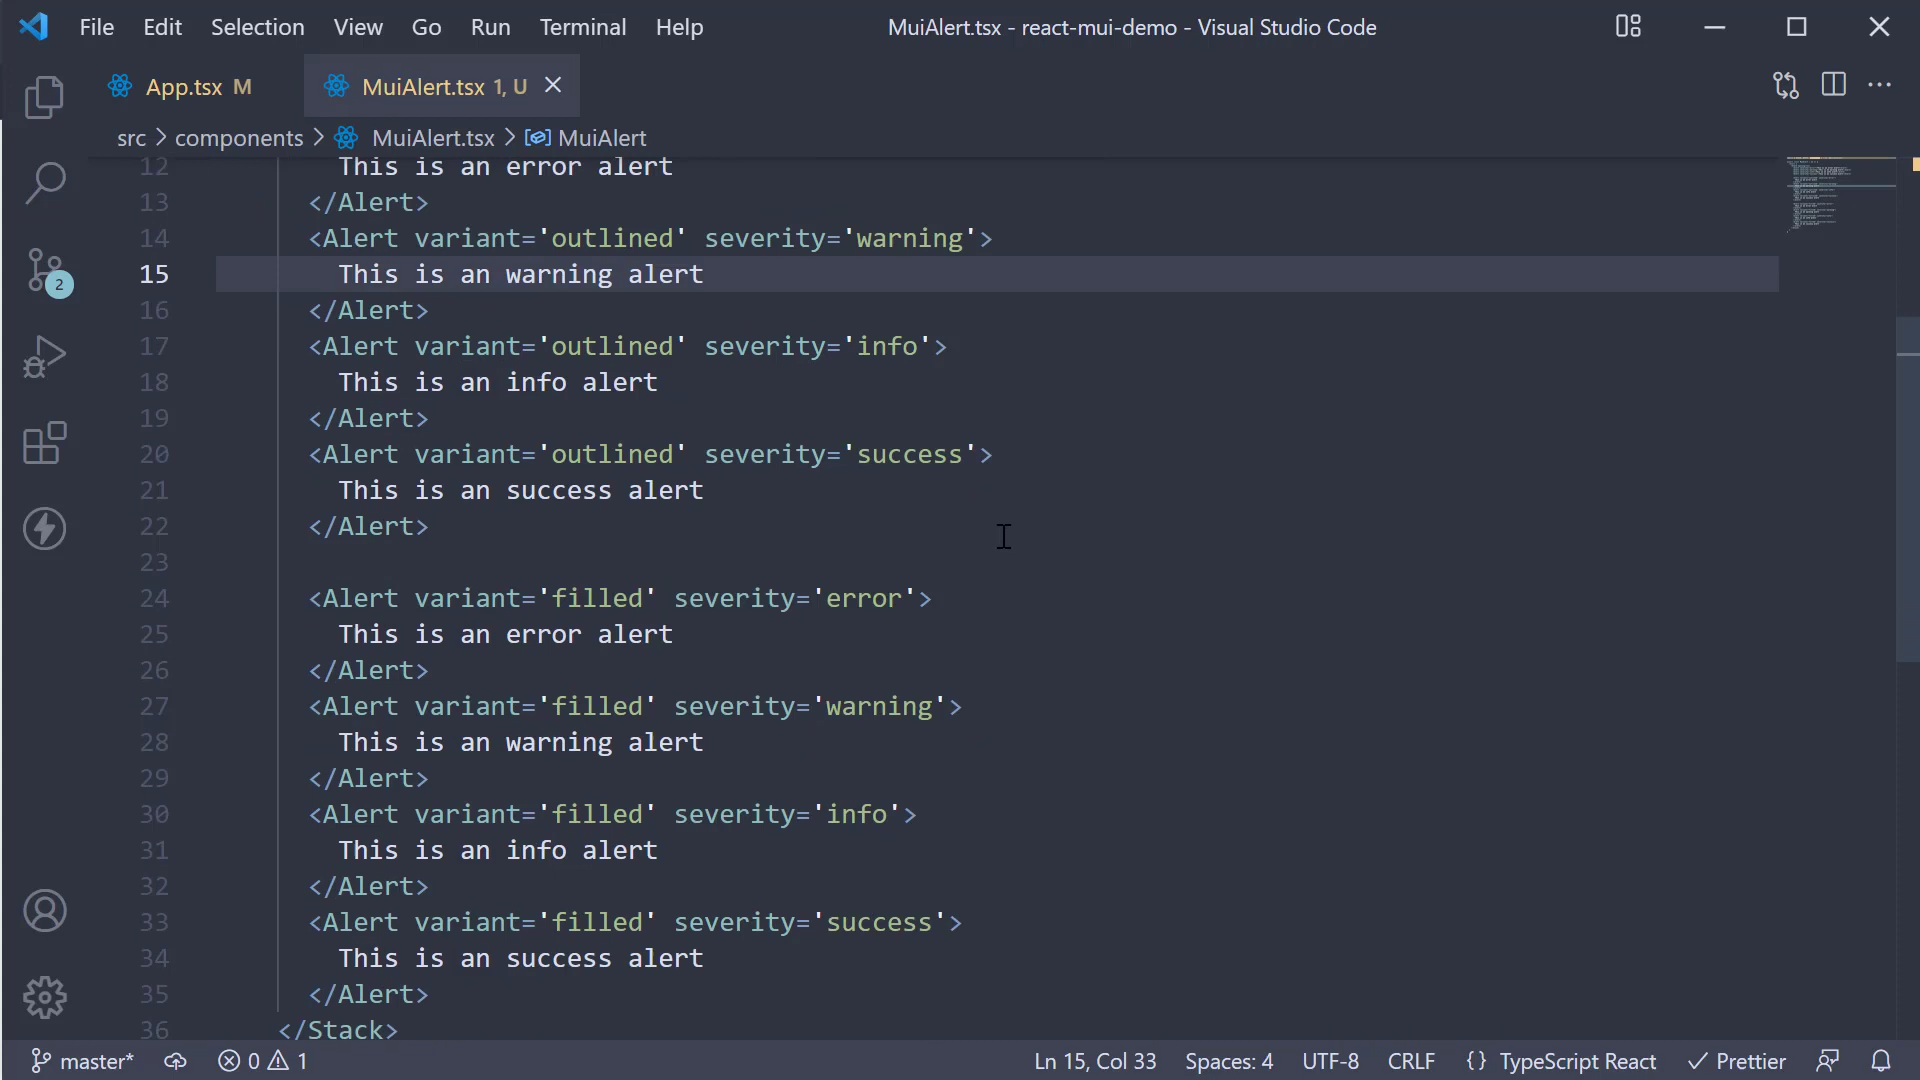 File Edit Selection View Go Run Terminal Help MuiAlert.tsx - react-mui-demo - Visual Studio Code
App.tsx M MuiAlert.tsx 1, U
src > components > MuiAlert.tsx > MuiAlert
12 This is an error alert
13 </Alert>
14 <Alert variant='outlined' severity='warning'>
15 This is an warning alert
16 </Alert>
17 <Alert variant='outlined' severity='info'>
18 This is an info alert
19 </Alert>
20 <Alert variant='outlined' severity='success'>
21 This is an success alert
22 </Alert>
23
24 <Alert variant='filled' severity='error'>
25 This is an error alert
26 </Alert>
27 <Alert variant='filled' severity='warning'>
28 This is an warning alert
29 </Alert>
30 <Alert variant='filled' severity='info'>
31 This is an info alert
32 </Alert>
33 <Alert variant='filled' severity='success'>
34 This is an success alert
35 </Alert>
36 </Stack>
2
master* 0 1 Ln 15, Col 33 Spaces: 4 UTF-8 CRLF {} TypeScript React Prettier